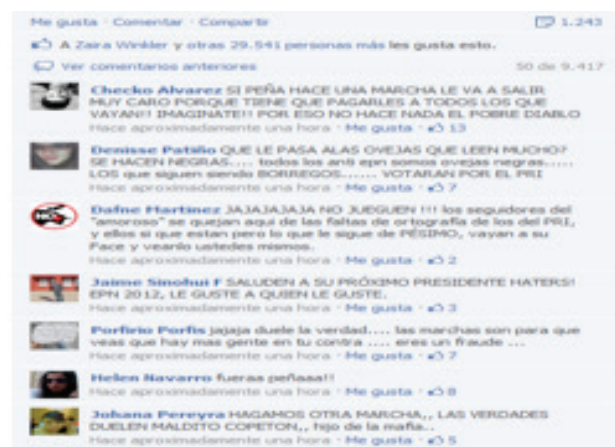 Me gusta · Comentar · Compartir 1.243
A Zaira Winkler y otras 29.541 personas más les gusta esto.
Ver comentarios anteriores 50 de 9.417
Checko Alvarez SI PEÑA HACE UNA MARCHA LE VA A SALIR
MUY CARO PORQUE TIENE QUE PAGARLES A TODOS LOS QUE
VAYAN!! IMAGINATE!! POR ESO NO HACE NADA EL POBRE DIABLO
Hace aproximadamente una hora · Me gusta · 13
Denisse Patiño QUE LE PASA ALAS OVEJAS QUE LEEN MUCHO?
SE HACEN NEGRAS.... todos los anti epn somos ovejas negras.....
LOS que siguen siendo BORREGOS...... VOTARAN POR EL PRI
Hace aproximadamente una hora · Me gusta · 7
Dafne Martinez JAJAJAJAJA NO JUEGUEN !!! los seguidores del
"amoroso" se quejan aqui de las faltas de ortografía de los del PRI,
y ellos si que estan pero lo que le sigue de PÉSIMO, vayan a su
Face y veanlo ustedes mismos.
Hace aproximadamente una hora · Me gusta · 2
Jaime Sinohui F SALUDEN A SU PRÓXIMO PRESIDENTE HATERS!
EPN 2012, LE GUSTE A QUIEN LE GUSTE.
Hace aproximadamente una hora · Me gusta · 3
Porfirio Porfis jajaja duele la verdad.... las marchas son para que
veas que hay mas gente en tu contra .... eres un fraude ...
Hace aproximadamente una hora · Me gusta · 7
Helen Navarro fueraa peñaaa!!
Hace aproximadamente una hora · Me gusta · 8
Johana Pereyra HAGAMOS OTRA MARCHA,, LAS VERDADES
DUELEN MALDITO COPETON,, hijo de la mafia..
Hace aproximadamente una hora · Me gusta · 5